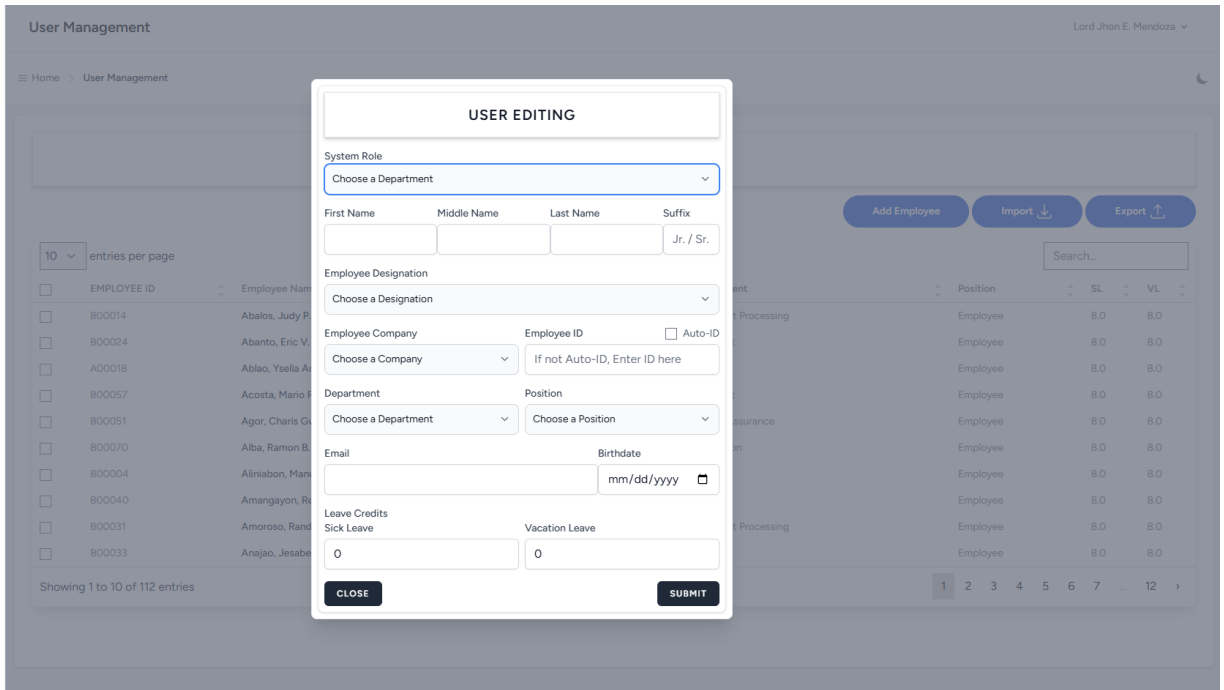 User Management
Lord Jhon E. Mendoza
Home > User Management
USER EDITING
System Role
Choose a Department
First Name Middle Name Last Name Suffix
Jr. / Sr.
Add Employee Import Export
10 entries per page
Search...
Employee Designation
Choose a Designation
EMPLOYEE ID Employee Nam ent Position SL VL
B00014 Abalos, Judy P. t Processing Employee 8.0 8.0
Employee Company Employee ID Auto-ID
B00024 Abanto, Eric V. Employee 8.0 8.0
Choose a Company If not Auto-ID, Enter ID here
A00018 Ablao, Ysella Employee 8.0 8.0
Department Position
B00057 Acosta, Mario Employee 8.0 8.0
Choose a Department Choose a Position
B00051 Agor, Charis ssurance Employee 8.0 8.0
B00070 Alba, Ramon B. on Employee 8.0 8.0
Email Birthdate
mm/dd/yyyy
B00004 Aliniabon, Employee 8.0 8.0
B00040 Amangayon, Employee 8.0 8.0
Leave Credits
Sick Leave Vacation Leave
B00031 Amoroso, t Processing Employee 8.0 8.0
0 0
B00033 Anajao, Employee 8.0 8.0
Showing 1 to 10 of 112 entries
1 2 3 4 5 6 7 … 12 ›
CLOSE SUBMIT